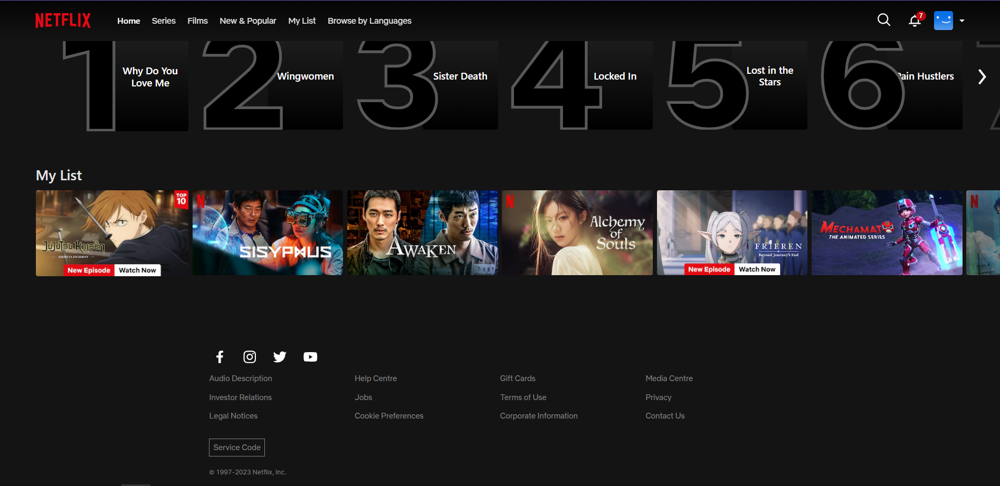 NETFLIX
Home Series Films New & Popular My List Browse by Languages
7
1 Why Do You
Love Me
2 Wingwomen
3 Sister Death
4 Locked In
5 Lost in the
Stars
6 Pain Hustlers
My List
TOP
10
JUJUTSU KAISEN
SHIBUYA INCIDENT
New Episode Watch Now
N
SISYPHUS
AWAKEN
5821
N
Alchemy
of
Souls
FRIEREN
Beyond Journey's End
New Episode Watch Now
MECHAMATO
THE ANIMATED SERIES
N
Audio Description Help Centre Gift Cards Media Centre
Investor Relations Jobs Terms of Use Privacy
Legal Notices Cookie Preferences Corporate Information Contact Us
Service Code
© 1997-2023 Netflix, Inc.